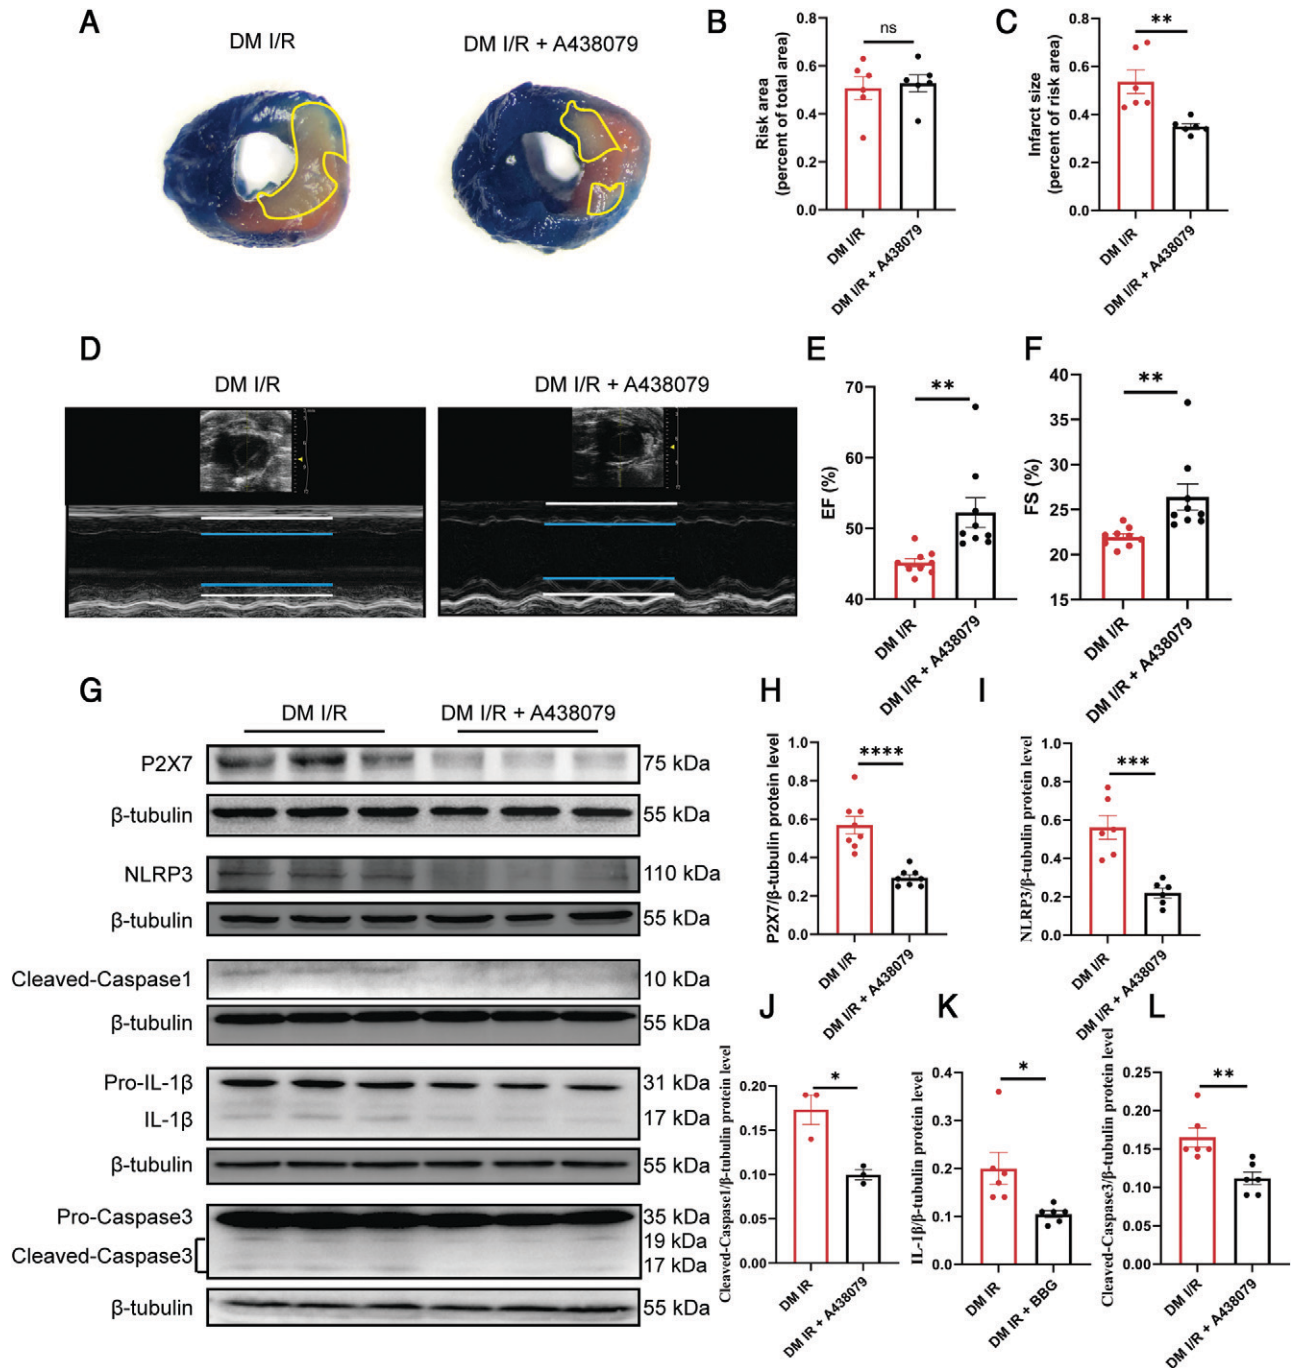 A
DM I/R
DM I/R + A438079
B
Risk area
(percent of total area)
0.8
0.6
0.4
0.2
0.0
ns
DM I/R
DM I/R + A438079
C
Infarct size
(percent of risk area)
0.8
0.6
0.4
0.2
0.0
**
DM I/R
DM I/R + A438079
D
DM I/R
DM I/R + A438079
E
EF (%)
70
60
50
40
**
DM I/R
DM I/R + A438079
F
FS (%)
40
35
30
25
20
15
**
DM I/R
DM I/R + A438079
G
DM I/R
DM I/R + A438079
P2X7
75 kDa
β-tubulin
55 kDa
NLRP3
110 kDa
β-tubulin
55 kDa
Cleaved-Caspase1
10 kDa
β-tubulin
55 kDa
Pro-IL-1β
31 kDa
IL-1β
17 kDa
β-tubulin
55 kDa
Pro-Caspase3
35 kDa
19 kDa
Cleaved-Caspase3
17 kDa
β-tubulin
55 kDa
H
P2X7/β-tubulin protein level
1.0
0.8
0.6
0.4
0.2
0.0
****
DM I/R
DM I/R + A438079
I
NLRP3/β-tubulin protein level
1.0
0.8
0.6
0.4
0.2
0.0
***
DM I/R
DM I/R + A438079
J
Cleaved-Caspase1/β-tubulin protein level
0.20
0.15
0.10
0.05
0.00
*
DM IR
DM IR + A438079
K
IL-1β/β-tubulin protein level
0.4
0.3
0.2
0.1
0.0
*
DM IR
DM IR + BBG
L
Cleaved-Caspase3/β-tubulin protein level
0.25
0.20
0.15
0.10
0.05
0.00
**
DM I/R
DM I/R + A438079